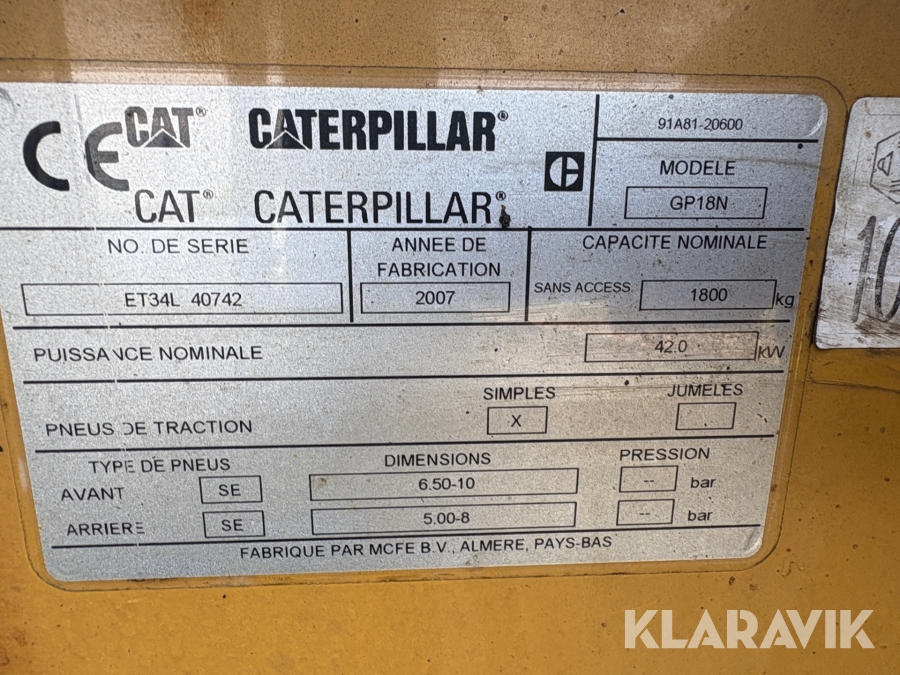 CE CAT® CATERPILLAR®
CAT® CATERPILLAR®
91A81-20600
MODELE
GP18N
NO. DE SERIE
ET34L 40742
ANNEE DE
FABRICATION
2007
CAPACITE NOMINALE
SANS ACCESS. 1800 kg
PUISSANCE NOMINALE 42.0 kW
SIMPLES JUMELES
PNEUS DE TRACTION X
TYPE DE PNEUS DIMENSIONS PRESSION
AVANT SE 6.50-10 -- bar
ARRIERE SE 5.00-8 -- bar
FABRIQUE PAR MCFE B.V., ALMERE, PAYS-BAS
KLARAVIK